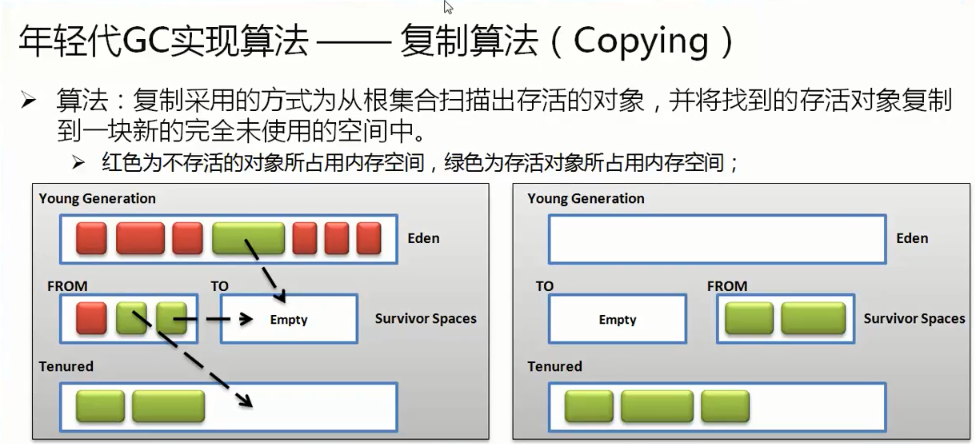 年轻代GC实现算法 —— 复制算法（Copying）
算法：复制采用的方式为从根集合扫描出存活的对象，并将找到的存活对象复制
到一块新的完全未使用的空间中。
红色为不存活的对象所占用内存空间，绿色为存活对象所占用内存空间；
Young Generation
Eden
FROM
TO
Empty
Survivor Spaces
Tenured
Young Generation
Eden
TO
FROM
Empty
Survivor Spaces
Tenured